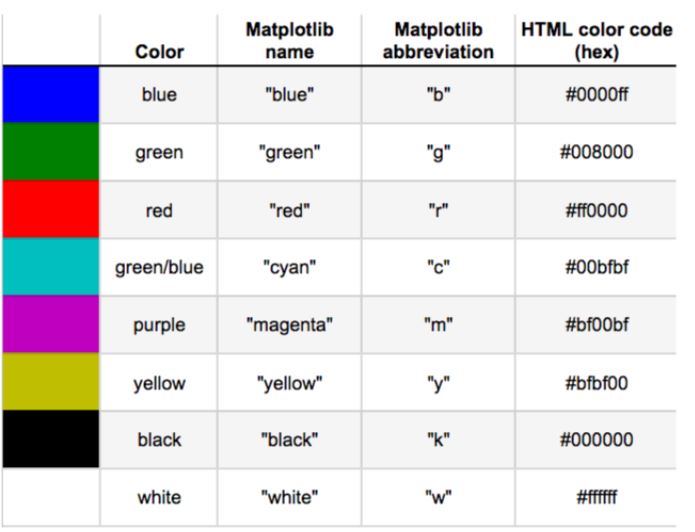 Color Matplotlib name Matplotlib abbreviation HTML color code (hex)
blue "blue" "b" #0000ff
green "green" "g" #008000
red "red" "r" #ff0000
green/blue "cyan" "c" #00bfbf
purple "magenta" "m" #bf00bf
yellow "yellow" "y" #bfbf00
black "black" "k" #000000
white "white" "w" #ffffff